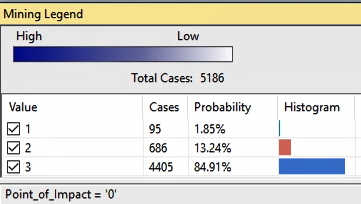 Mining Legend
High Low
Total Cases: 5186
Value Cases Probability Histogram
1 95 1.85%
2 686 13.24%
3 4405 84.91%
Point_of_Impact = '0'